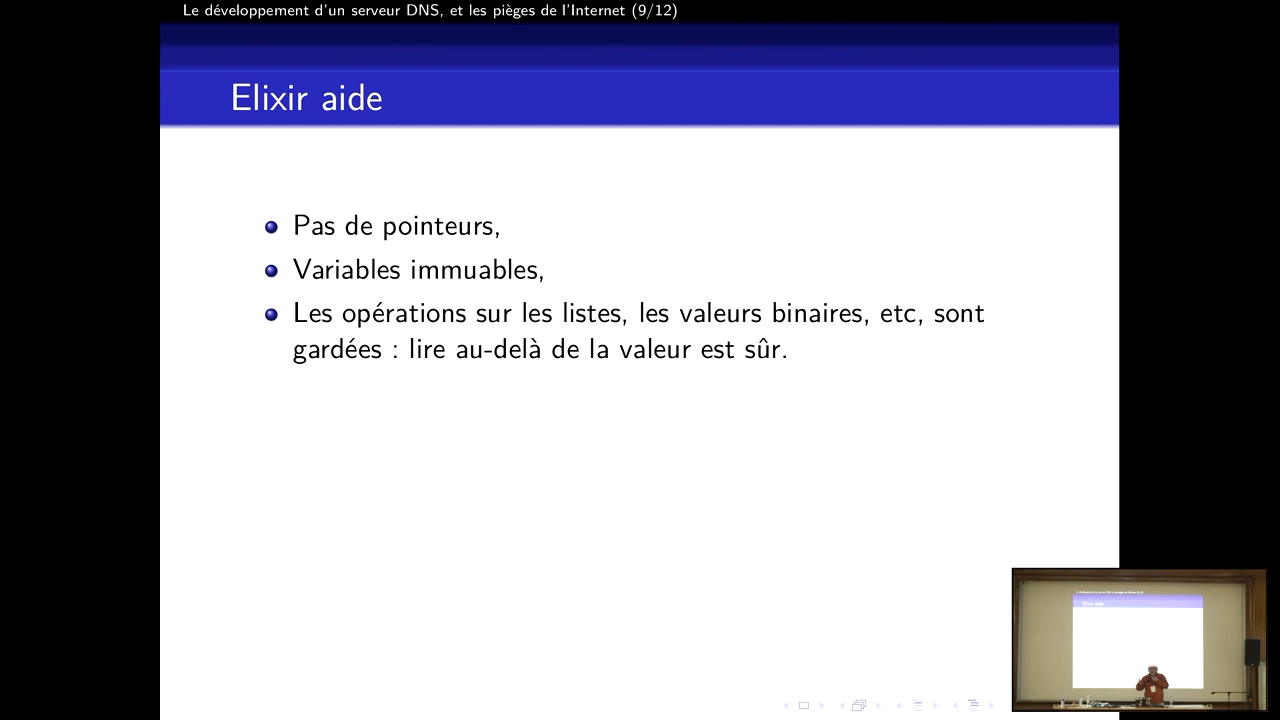 Le développement d'un serveur DNS, et les pièges de l'Internet (9/12)
Elixir aide
Pas de pointeurs,
Variables immuables,
Les opérations sur les listes, les valeurs binaires, etc, sont
gardées : lire au-delà de la valeur est sûr.
Elixir aide